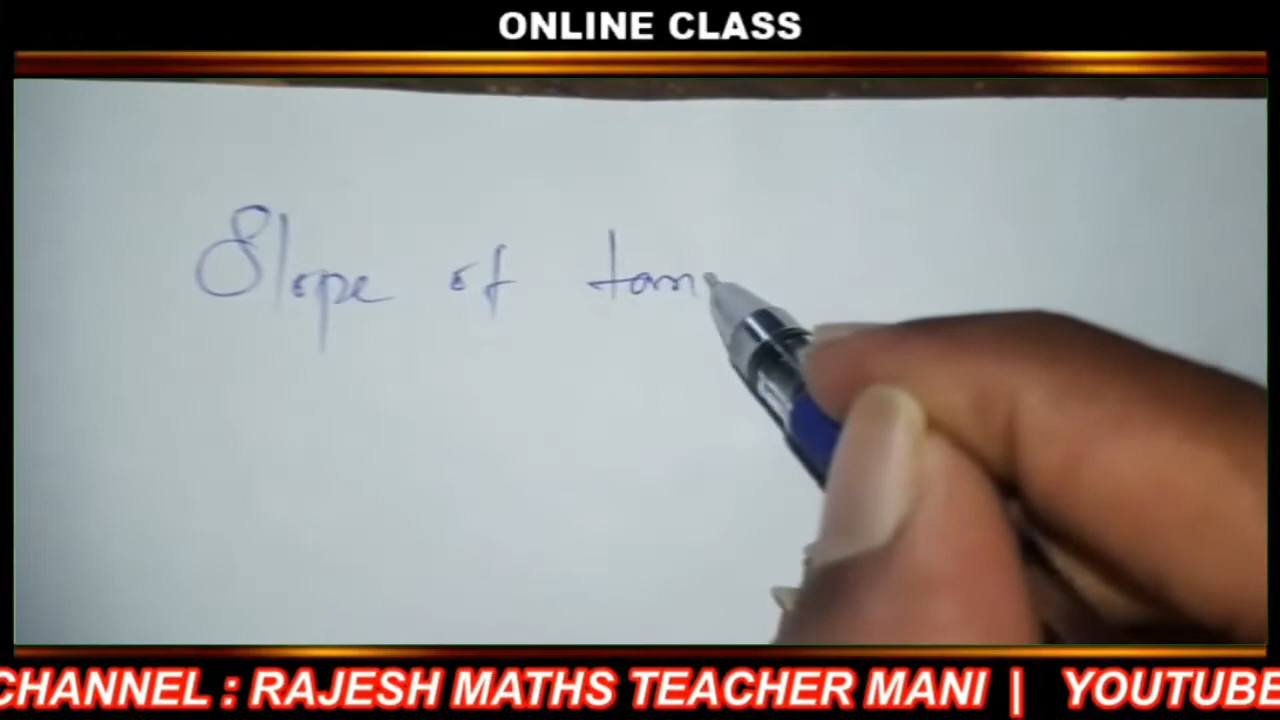 ONLINE CLASS
Slope of tan
CHANNEL : RAJESH MATHS TEACHER MANI | YOUTUBE